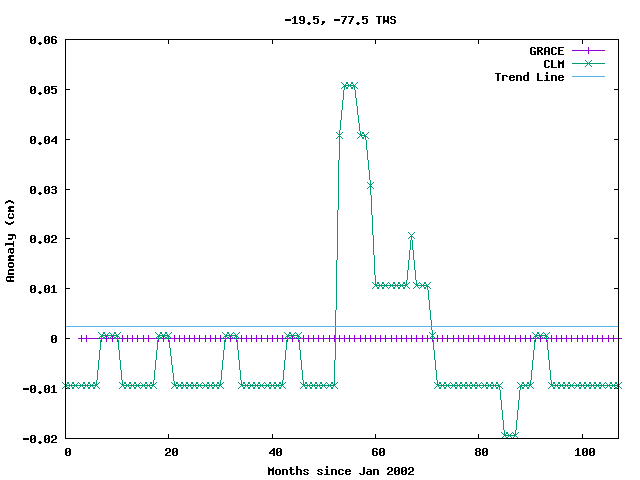 -19.5, -77.5 TWS
GRACE
CLM
Trend Line
0.06
0.05
0.04
0.03
0.02
0.01
0
-0.01
-0.02
Anomaly (cm)
0 20 40 60 80 100
Months since Jan 2002